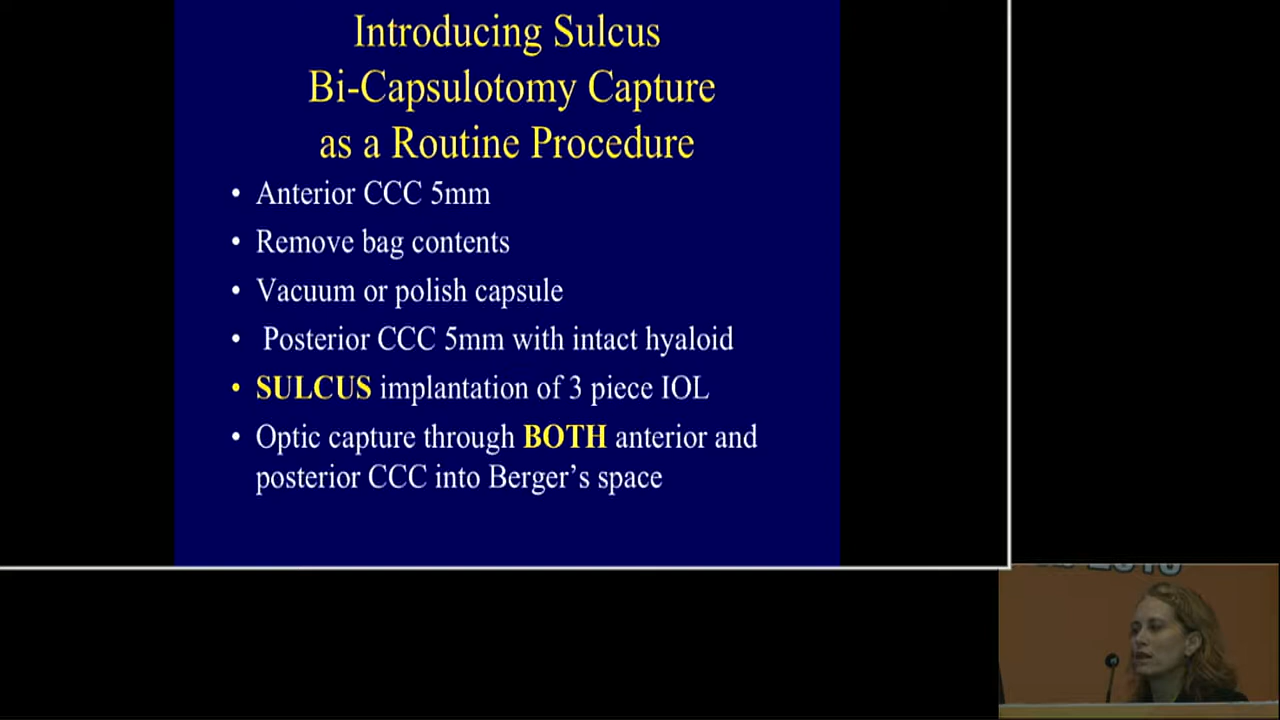 Introducing Sulcus
Bi-Capsulotomy Capture
as a Routine Procedure
• Anterior CCC 5mm
• Remove bag contents
• Vacuum or polish capsule
• Posterior CCC 5mm with intact hyaloid
• SULCUS implantation of 3 piece IOL
• Optic capture through BOTH anterior and
posterior CCC into Berger's space